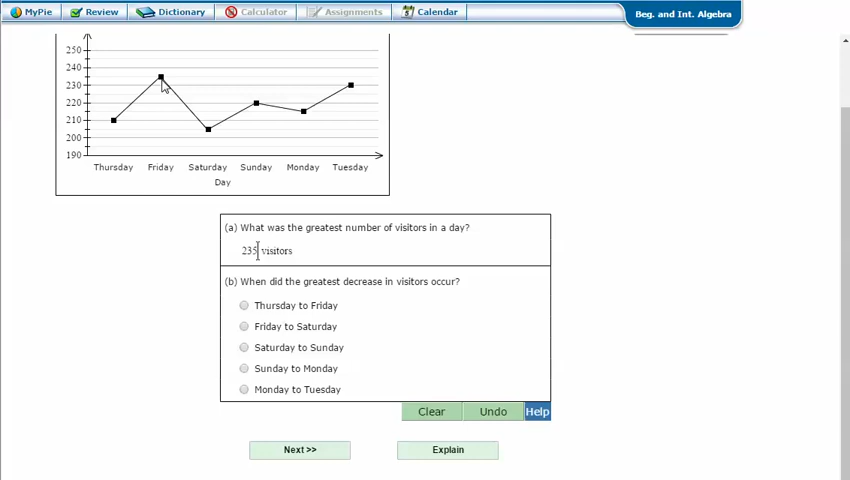 MyPie Review Dictionary Calculator Assignments Calendar Beg. and Int. Algebra
250
240
230
220
210
200
190
Thursday Friday Saturday Sunday Monday Tuesday
Day
(a) What was the greatest number of visitors in a day?
235 visitors
(b) When did the greatest decrease in visitors occur?
Thursday to Friday
Friday to Saturday
Saturday to Sunday
Sunday to Monday
Monday to Tuesday
Clear Undo Help
Next >> Explain